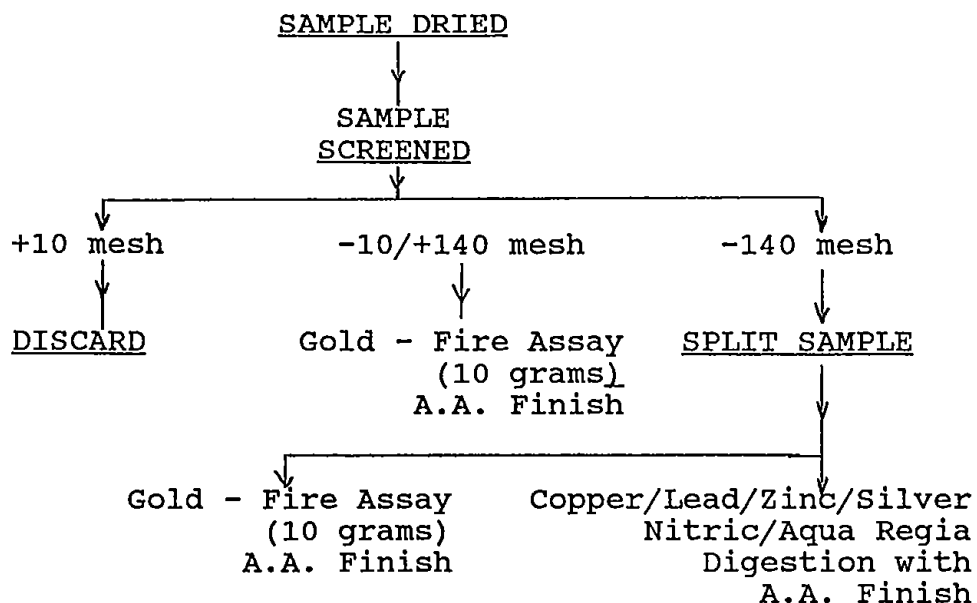 SAMPLE DRIED
SAMPLE
SCREENED
+10 mesh
-10/+140 mesh
-140 mesh
DISCARD
Gold - Fire Assay
(10 grams)
A.A. Finish
SPLIT SAMPLE
Gold - Fire Assay
(10 grams)
A.A. Finish
Copper/Lead/Zinc/Silver
Nitric/Aqua Regia
Digestion with
A.A. Finish